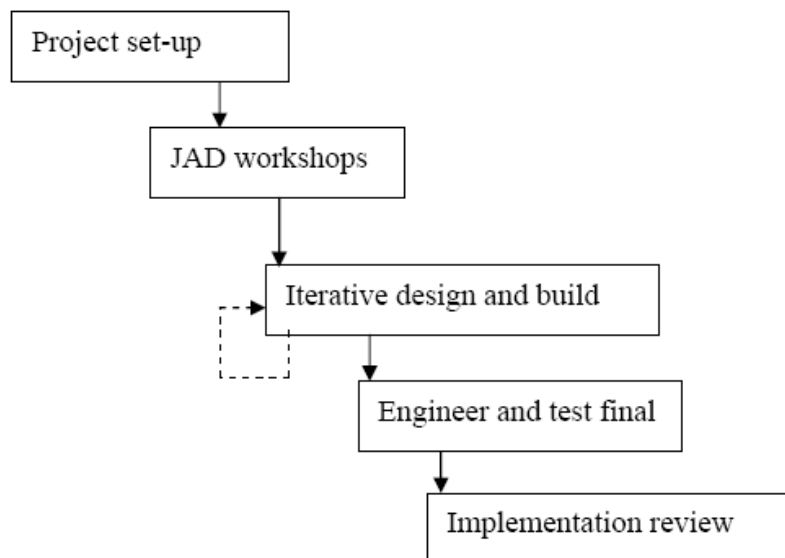 Project set-up
JAD workshops
Iterative design and build
Engineer and test final
Implementation review